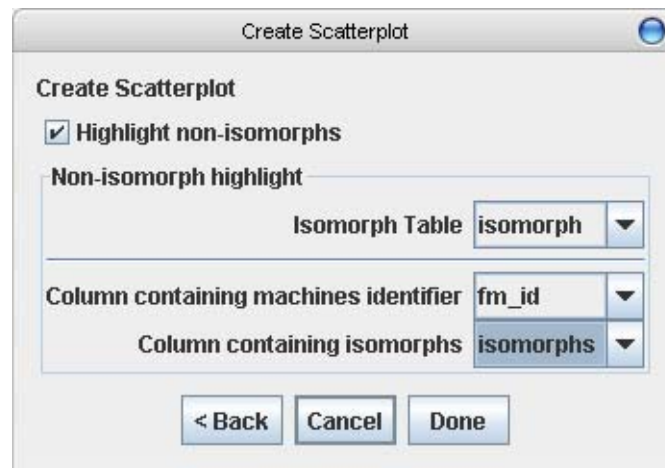 Create Scatterplot
Create Scatterplot
Highlight non-isomorphs
Non-isomorph highlight
Isomorph Table isomorph
Column containing machines identifier fm_id
Column containing isomorphs isomorphs
< Back Cancel Done